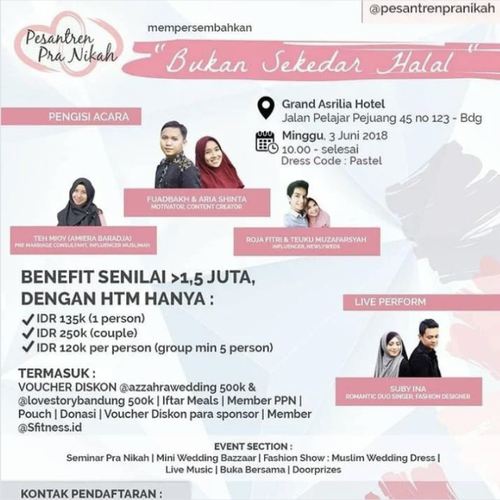 @pesantrenpranikah
Pesantren
Pra Nikah
mempersembahkan
"Bukan Sekedar Halal"
Grand Asrilia Hotel
Jalan Pelajar Pejuang 45 no 123 - Bdg
Minggu, 3 Juni 2018
10.00 - selesai
Dress Code : Pastel
PENGISI ACARA
FUADBAKH & ARIA SHINTA
MOTIVATOR, CONTENT CREATOR
TEH MIOY (AMIERA BARADJA)
PRE MARRIAGE CONSULTANT, INFLUENCER MUSLIMAH
ROJA FITRI & TEUKU MUZAFARSYAH
INFLUENCER, NEWLYWEDS
BENEFIT SENILAI >1,5 JUTA,
DENGAN HTM HANYA :
IDR 135k (1 person)
IDR 250k (couple)
IDR 120k per person (group min 5 person)
LIVE PERFORM
SUBY INA
ROMANTIC DUO SINGER, FASHION DESIGNER
TERMASUK :
VOUCHER DISKON @azzahrawedding 500k &
@lovestorybandung 500k | Iftar Meals | Member PPN |
Pouch | Donasi | Voucher Diskon para sponsor | Member
@Sfitness.id
EVENT SECTION :
Seminar Pra Nikah | Mini Wedding Bazzaar | Fashion Show : Muslim Wedding Dress |
Live Music | Buka Bersama | Doorprizes
KONTAK PENDAFTARAN :